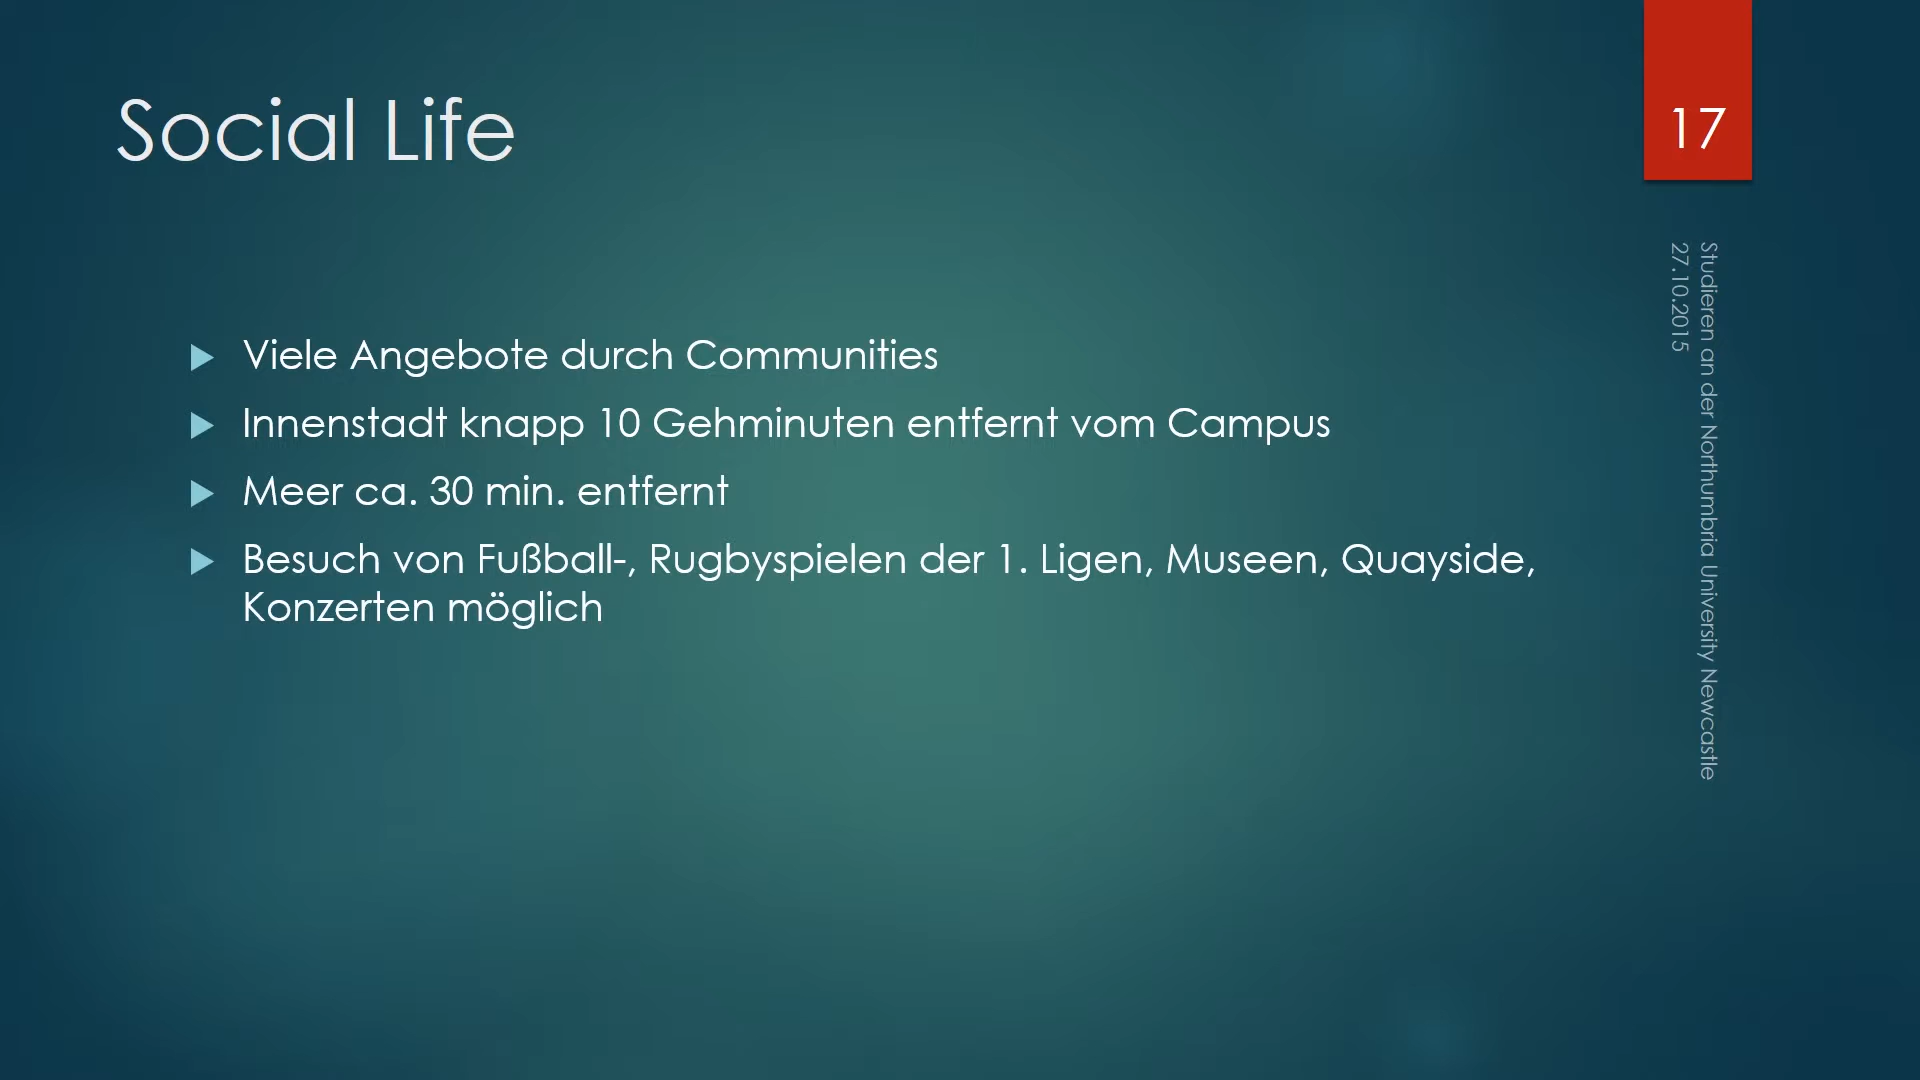 Social Life
17
Viele Angebote durch Communities
Innenstadt knapp 10 Gehminuten entfernt vom Campus
Meer ca. 30 min. entfernt
Besuch von Fußball-, Rugbyspielen der 1. Ligen, Museen, Quayside,
Konzerten möglich
Studieren an der Northumbria University Newcastle
27.10.2015